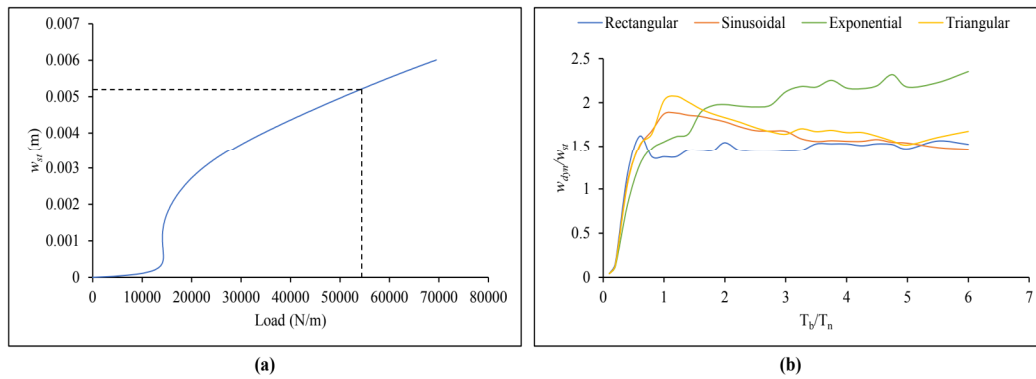 0.007
0.006
0.005
0.004
0.003
0.002
0.001
0
w_st (m)
0 10000 20000 30000 40000 50000 60000 70000 80000
Load (N/m)
(a)
Rectangular Sinusoidal Exponential Triangular
2.5
2
1.5
1
0.5
0
w_dyn/w_st
0 1 2 3 4 5 6 7
T_b/T_n
(b)